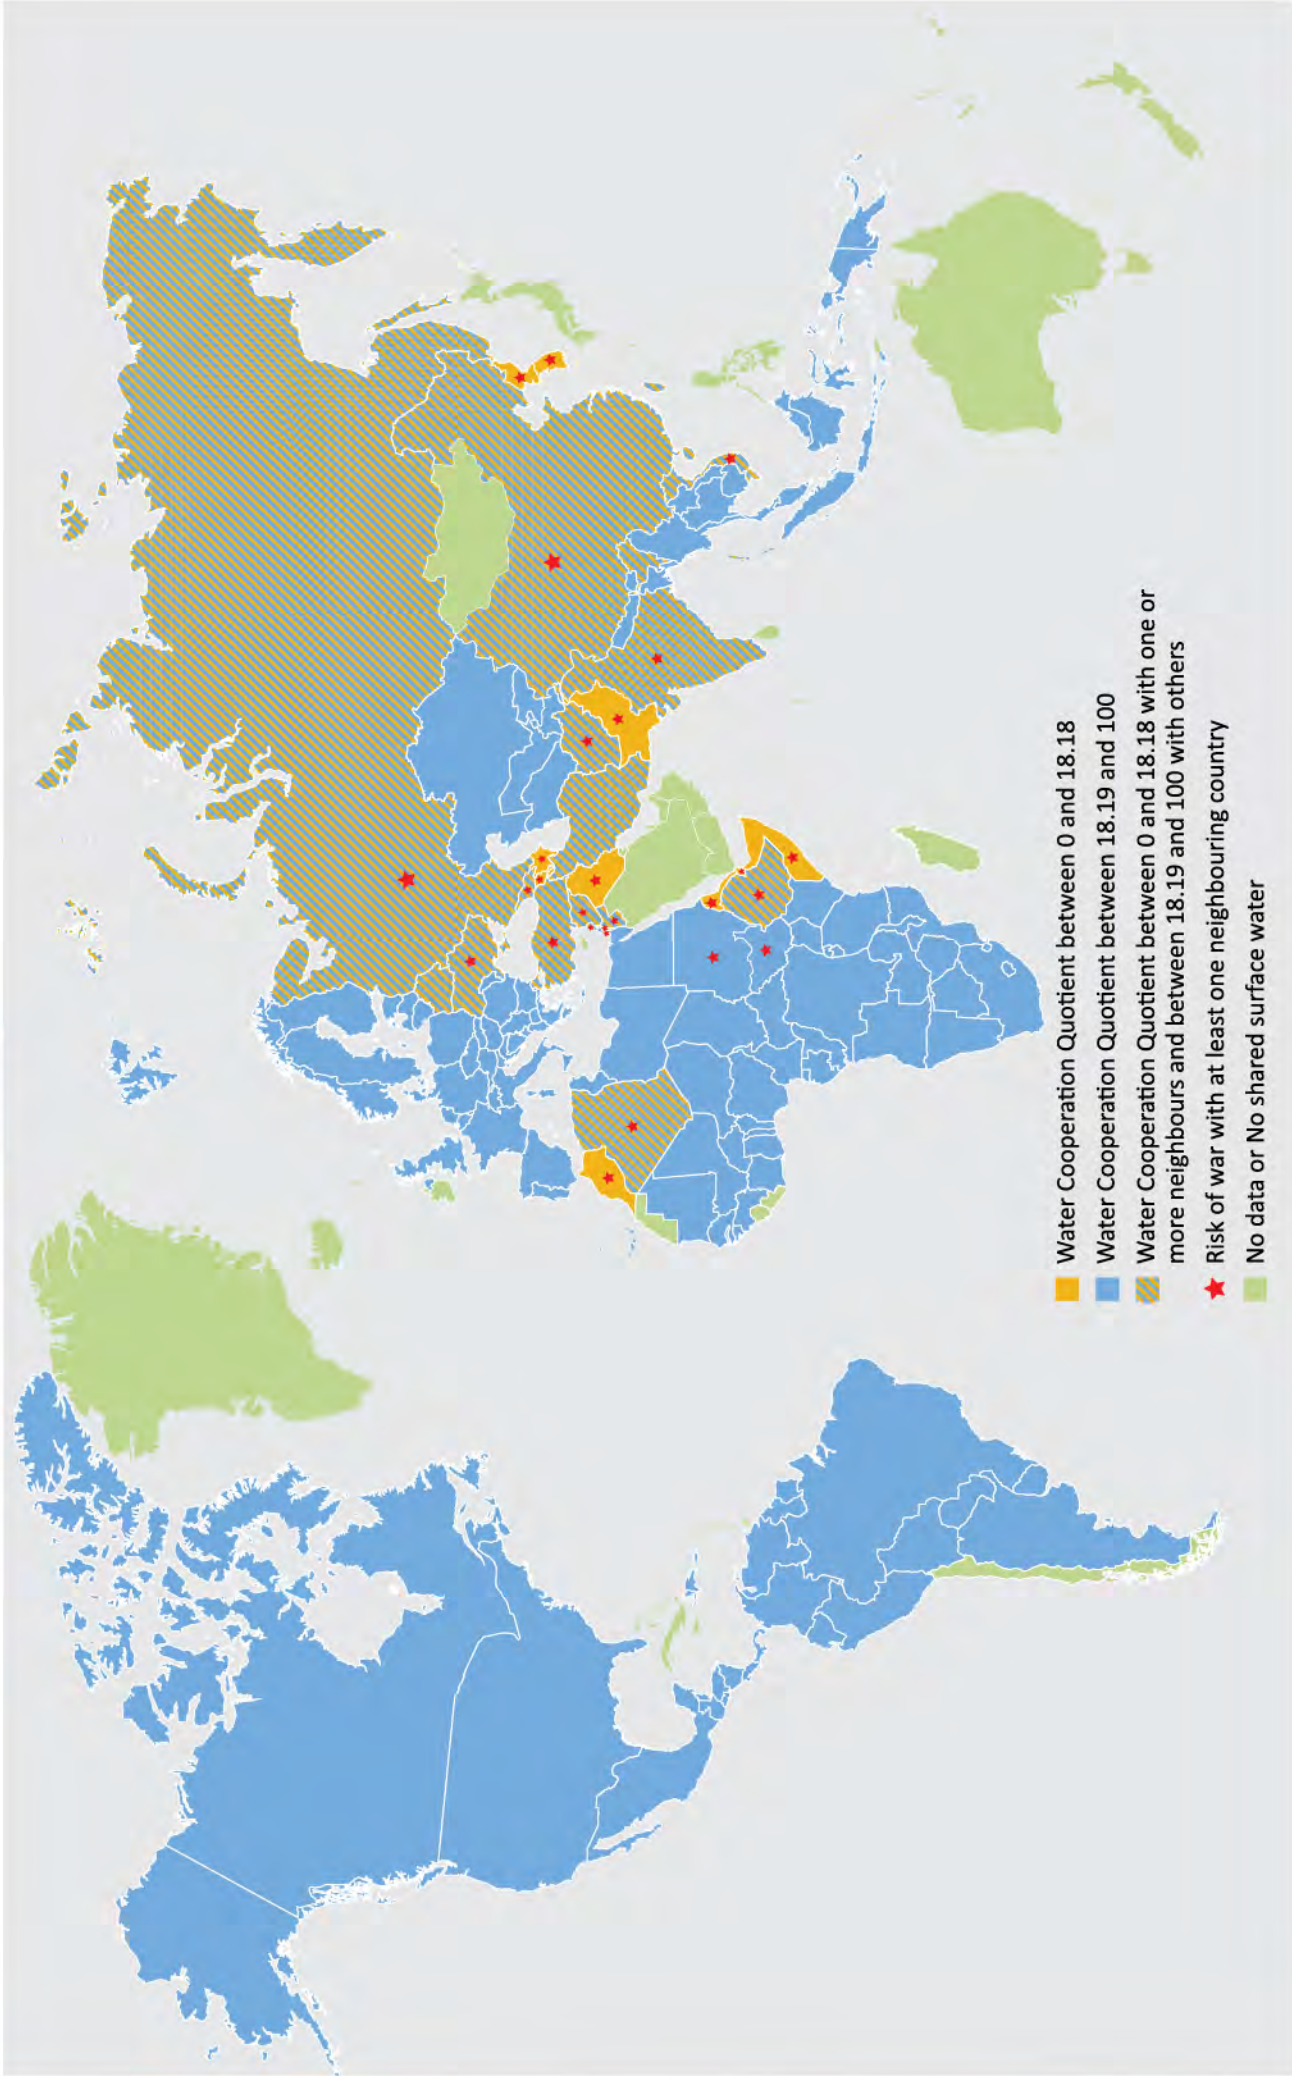 Water Cooperation Quotient between 0 and 18.18
Water Cooperation Quotient between 18.19 and 100
Water Cooperation Quotient between 0 and 18.18 with one or
more neighbours and between 18.19 and 100 with others
Risk of war with at least one neighbouring country
No data or No shared surface water